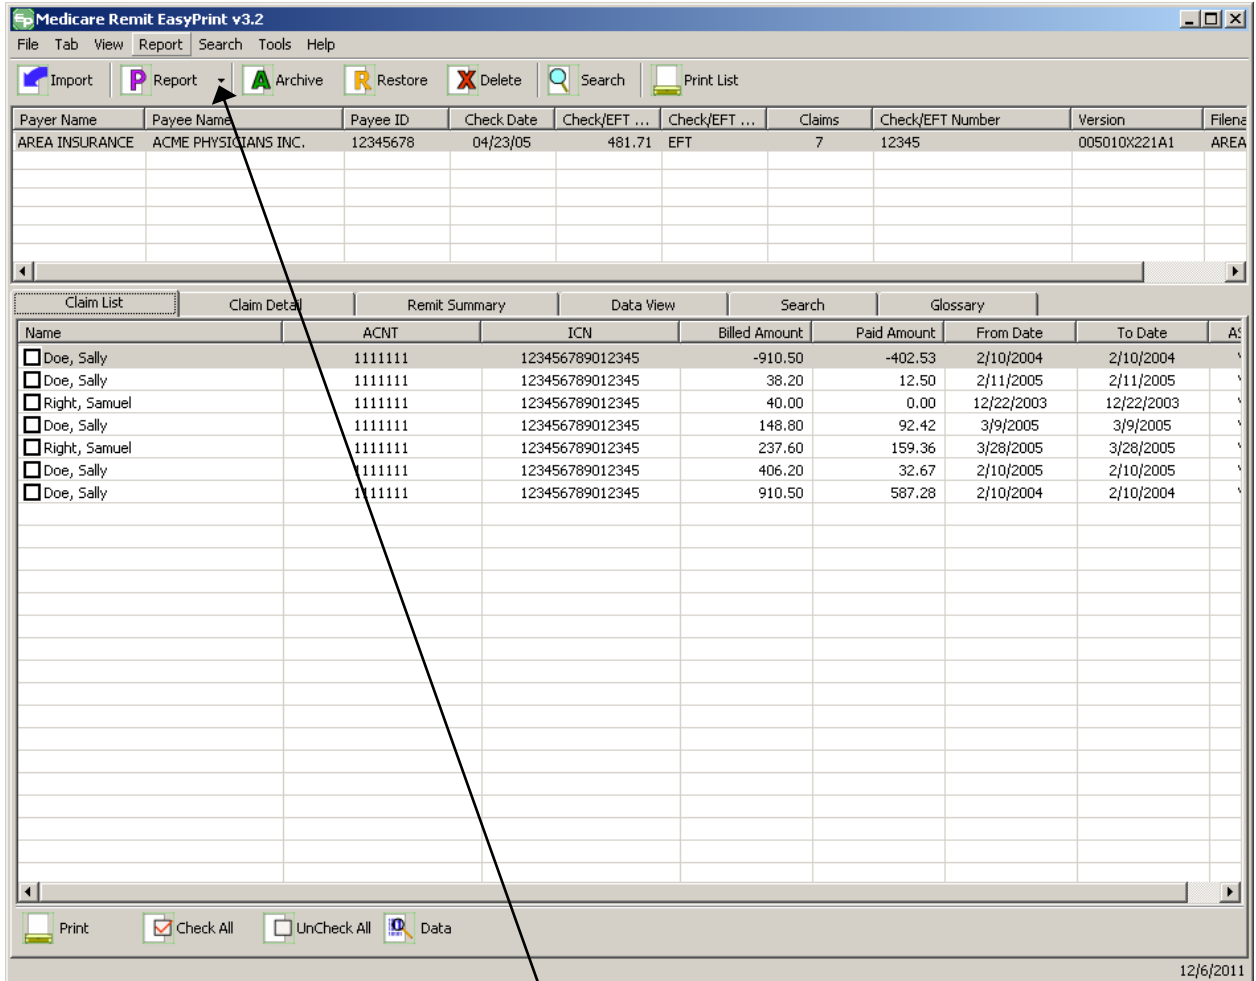 EP Medicare Remit EasyPrint v3.2
File Tab View Report Search Tools Help
Import P Report A Archive R Restore X Delete Search Print List
Payer Name Payee Name Payee ID Check Date Check/EFT ... Check/EFT ... Claims Check/EFT Number Version Filena
AREA INSURANCE ACME PHYSICIANS INC. 12345678 04/23/05 481.71 EFT 7 12345 005010X221A1 AREA
Claim List Claim Detail Remit Summary Data View Search Glossary
Name ACNT ICN Billed Amount Paid Amount From Date To Date AS
Doe, Sally 1111111 123456789012345 -910.50 -402.53 2/10/2004 2/10/2004
Doe, Sally 1111111 123456789012345 38.20 12.50 2/11/2005 2/11/2005
Right, Samuel 1111111 123456789012345 40.00 0.00 12/22/2003 12/22/2003
Doe, Sally 1111111 123456789012345 148.80 92.42 3/9/2005 3/9/2005
Right, Samuel 1111111 123456789012345 237.60 159.36 3/28/2005 3/28/2005
Doe, Sally 1111111 123456789012345 406.20 32.67 2/10/2005 2/10/2005
Doe, Sally 1111111 123456789012345 910.50 587.28 2/10/2004 2/10/2004
Print Check All UnCheck All Data
12/6/2011